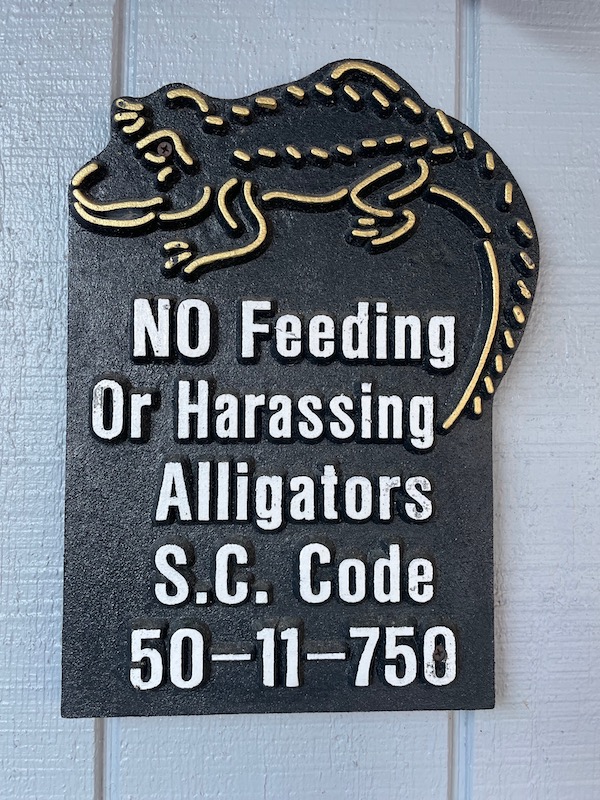 NO Feeding
Or Harassing
Alligators
S.C. Code
50-11-750